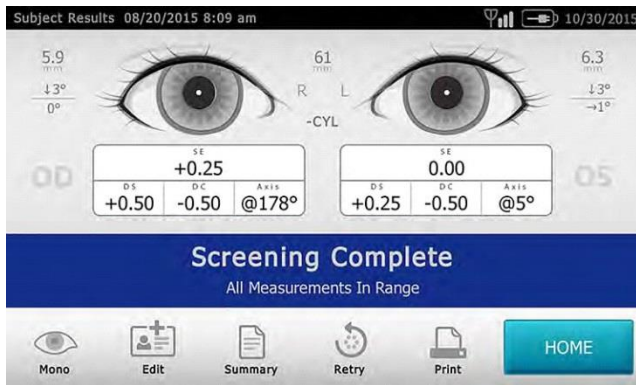 Subject Results 08/20/2015 8:09 am 10/30/2015
5.9
mm
↓3°
0°
61
mm
R L
-CYL
6.3
mm
↓3°
→1°
OD
SE
+0.25
DS DC Axis
+0.50 -0.50 @178°
SE
0.00
DS DC Axis
+0.25 -0.50 @5°
OS
Screening Complete
All Measurements In Range
Mono Edit Summary Retry Print HOME